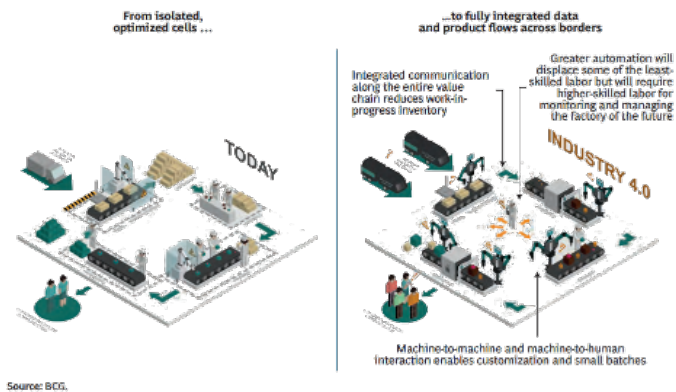 From isolated,
optimized cells ...
...to fully integrated data
and product flows across borders
TODAY
Integrated communication
along the entire value
chain reduces work-in-
progress inventory
Greater automation will
displace some of the least-
skilled labor but will require
higher-skilled labor for
monitoring and managing
the factory of the future
INDUSTRY 4.0
Machine-to-machine and machine-to-human
interaction enables customization and small batches
Source: BCG.